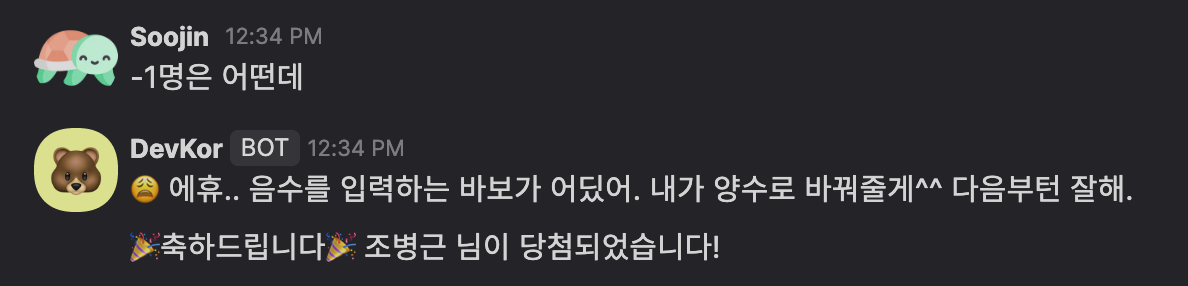 Soojin 12:34 PM
-1명은 어떤데
DevKor BOT 12:34 PM
😩 에휴.. 음수를 입력하는 바보가 어딨어. 내가 양수로 바꿔줄게^^ 다음부턴 잘해.
🎉축하드립니다🎉 조병근 님이 당첨되었습니다!